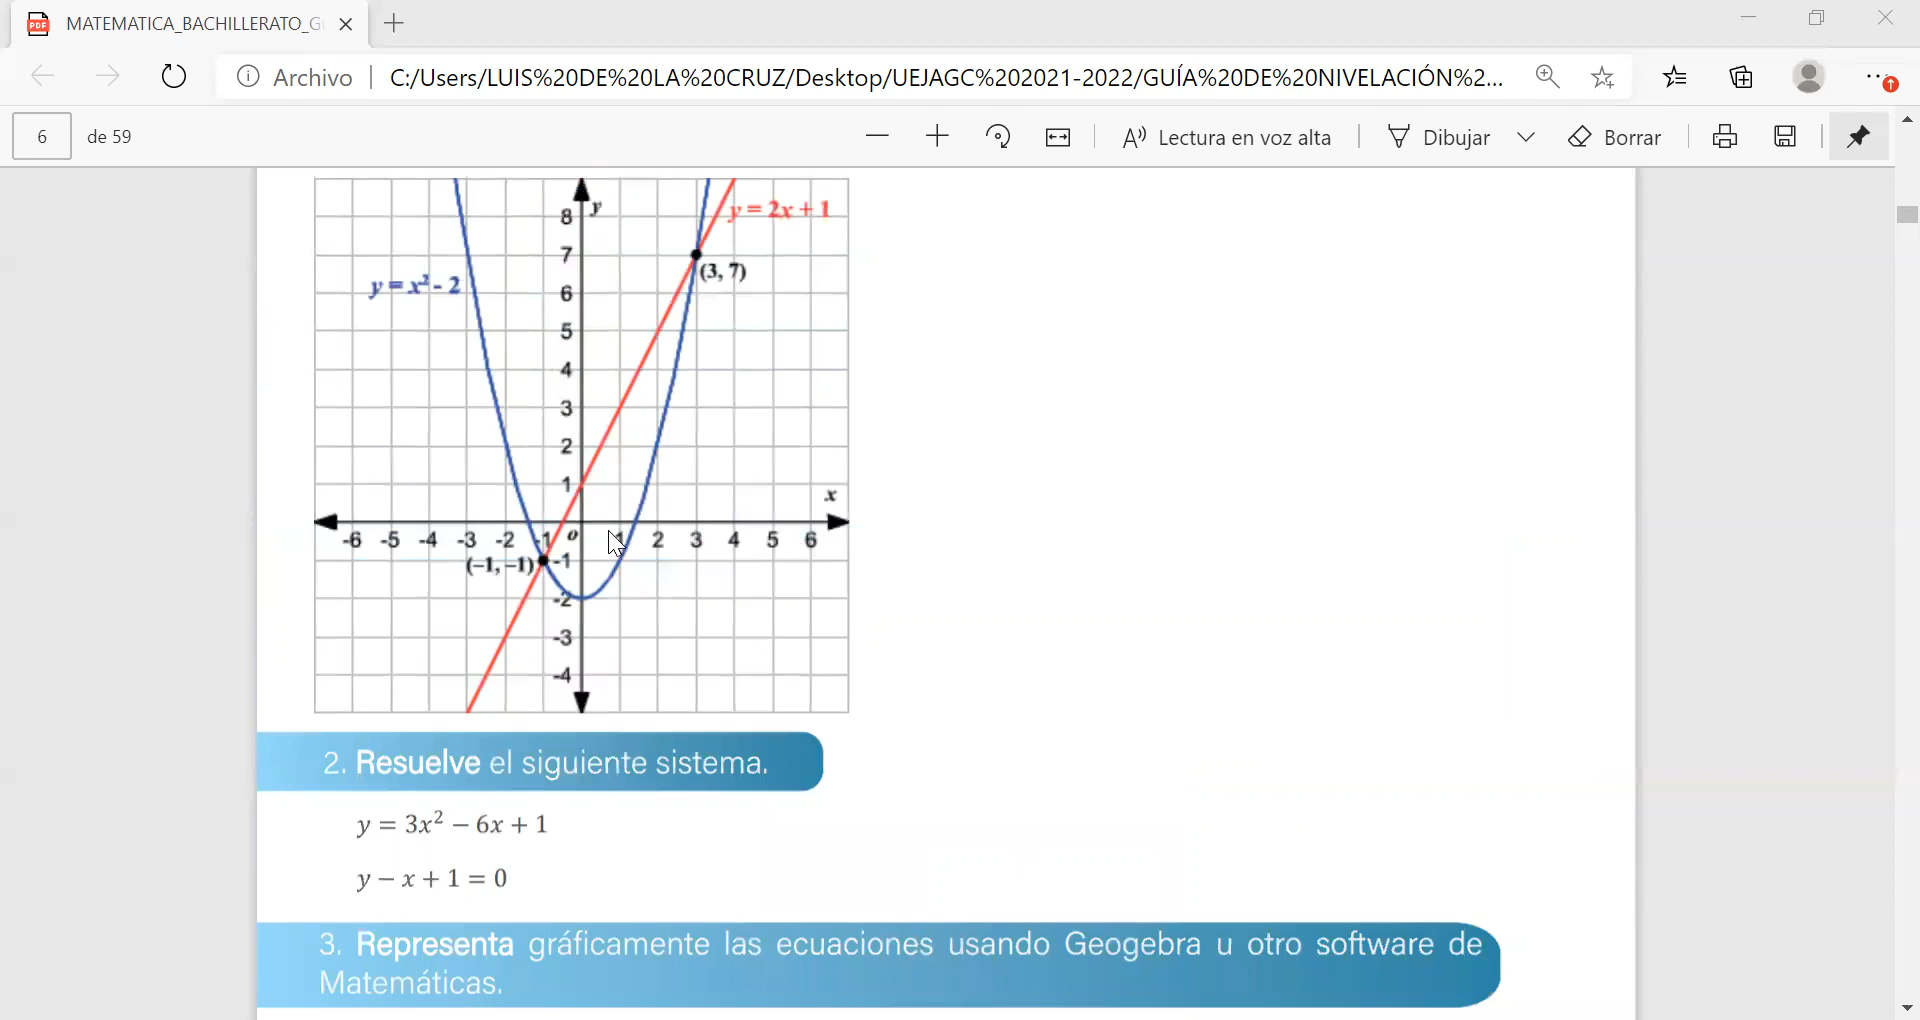 MATEMATICA_BACHILLERATO_G
Archivo
C:/Users/LUIS%20DE%20LA%20CRUZ/Desktop/UEJAGC%202021-2022/GUÍA%20DE%20NIVELACIÓN%2...
6 de 59
Lectura en voz alta
Dibujar
Borrar
8 y
y = 2x + 1
7
(3, 7)
y = x² - 2
6
5
4
3
2
1
x
-6 -5 -4 -3 -2 -1 o 1 2 3 4 5 6
(−1, −1) -1
-2
-3
-4
2. Resuelve el siguiente sistema.
y = 3x² − 6x + 1
y − x + 1 = 0
3. Representa gráficamente las ecuaciones usando Geogebra u otro software de
Matemáticas.